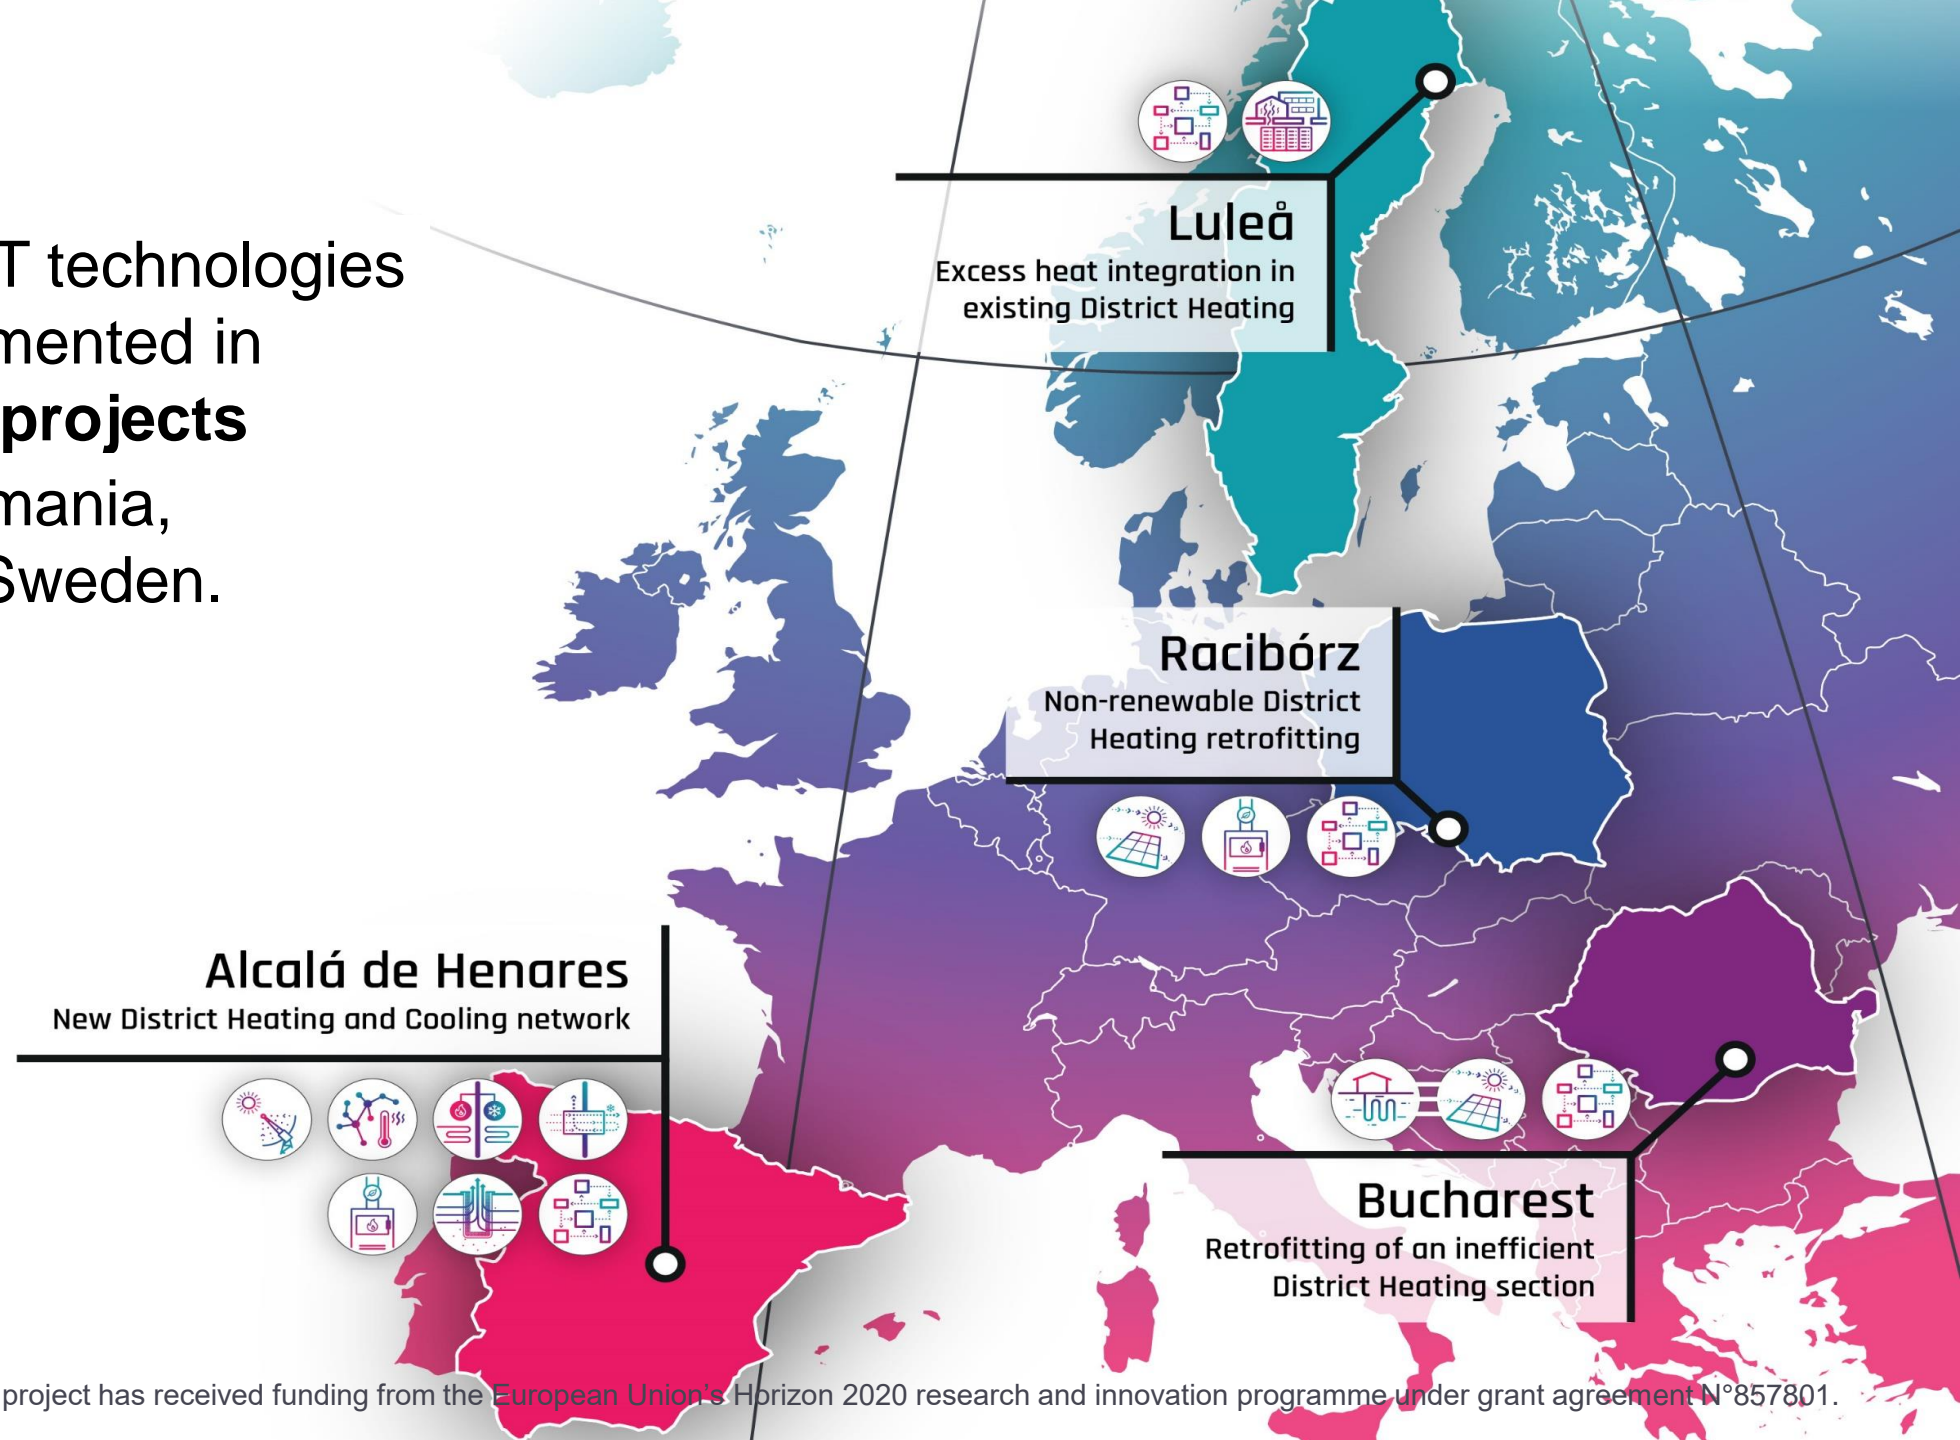 T technologies
mented in
projects
mania,
Sweden.
Luleå
Excess heat integration in
existing District Heating
Racibórz
Non-renewable District
Heating retrofitting
Alcalá de Henares
New District Heating and Cooling network
Bucharest
Retrofitting of an inefficient
District Heating section
project has received funding from the European Union's Horizon 2020 research and innovation programme under grant agreement N°857801.